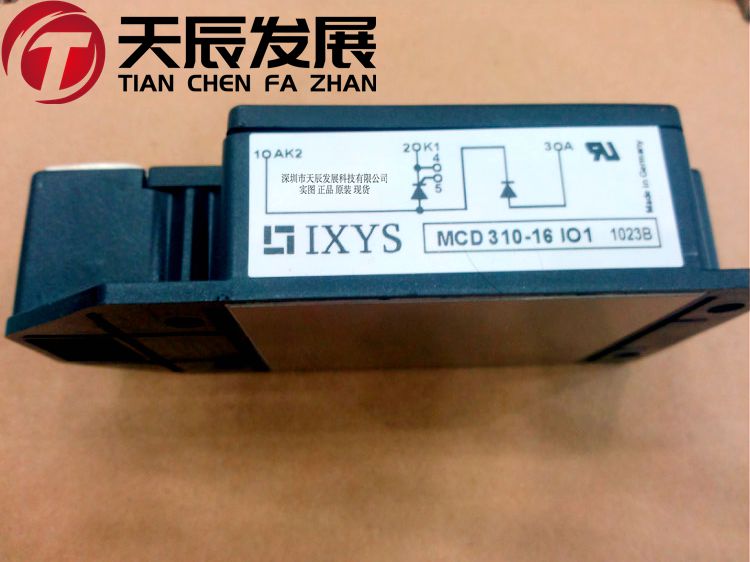 天辰发展
TIAN CHEN FA ZHAN
1 AK2
2 K1
3 A
4
5
深圳市天辰发展科技有限公司
实图 正品 原装 现货
Made in Germany
IXYS
MCD 310-16 IO1 1023B